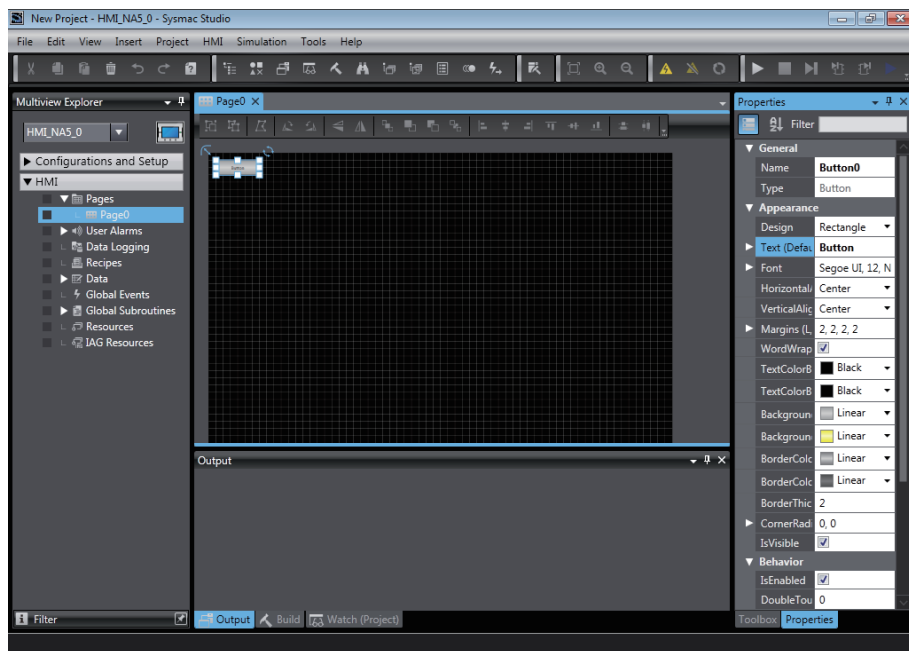 New Project - HMI_NA5_0 - Sysmac Studio
File Edit View Insert Project HMI Simulation Tools Help
Multiview Explorer
HMI_NA5_0
Configurations and Setup
HMI
Pages
Page0
User Alarms
Data Logging
Recipes
Data
Global Events
Global Subroutines
Resources
IAG Resources
Filter
Page0
Button
Output
Output Build Watch (Project)
Properties
Filter
General
Name Button0
Type Button
Appearance
Design Rectangle
Text (Defau Button
Font Segoe UI, 12, N
Horizontal Center
VerticalAlig Center
Margins (L, 2, 2, 2, 2
WordWrap
TextColorB Black
TextColorB Black
Backgroun Linear
Backgroun Linear
BorderColo Linear
BorderColo Linear
BorderThic 2
CornerRad 0, 0
IsVisible
Behavior
IsEnabled
DoubleTou 0
Toolbox Properties